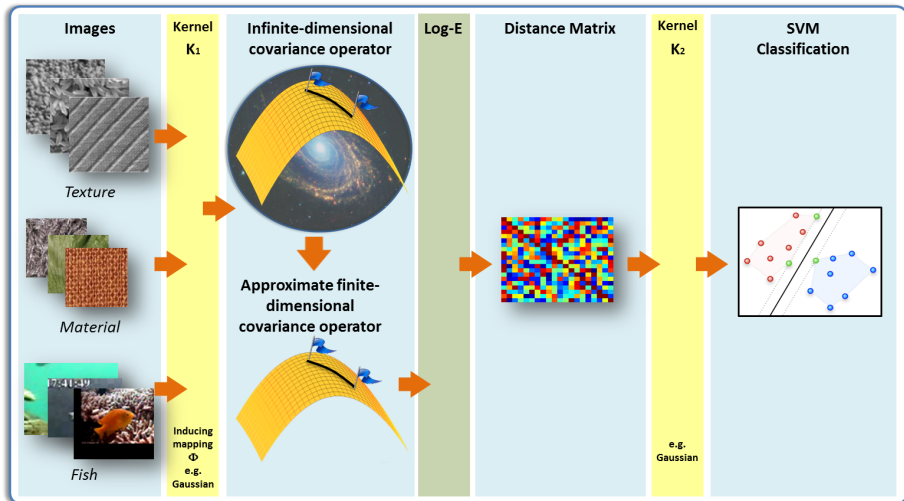 Images
Texture
Material
17:41:49
Fish
Kernel
K1
Inducing
mapping
Φ
e.g.
Gaussian
Infinite-dimensional
covariance operator
Approximate finite-
dimensional
covariance operator
Log-E
Distance Matrix
Kernel
K2
e.g.
Gaussian
SVM
Classification